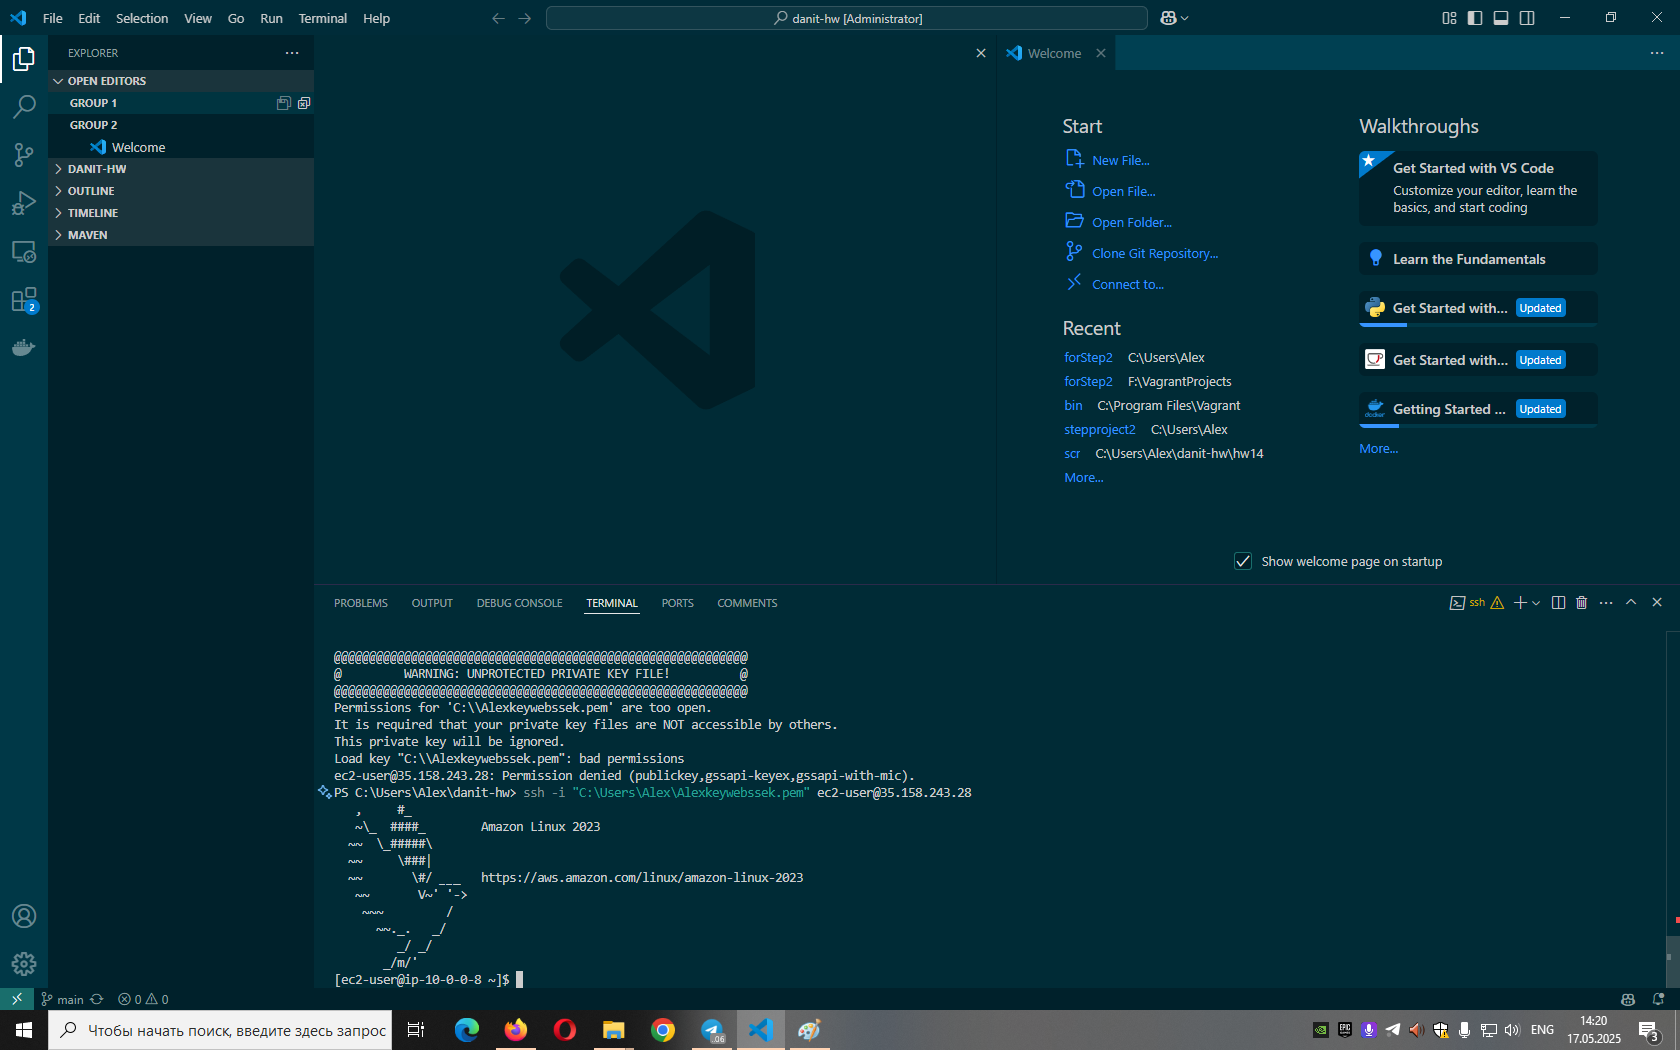 File Edit Selection View Go Run Terminal Help
danit-hw [Administrator]
EXPLORER
OPEN EDITORS
GROUP 1
GROUP 2
Welcome
DANIT-HW
OUTLINE
TIMELINE
MAVEN
2
Welcome
Start
New File...
Open File...
Open Folder...
Clone Git Repository...
Connect to...
Recent
forStep2 C:\Users\Alex
forStep2 F:\VagrantProjects
bin C:\Program Files\Vagrant
stepproject2 C:\Users\Alex
scr C:\Users\Alex\danit-hw\hw14
More...
Walkthroughs
Get Started with VS Code
Customize your editor, learn the
basics, and start coding
Learn the Fundamentals
Get Started with... Updated
Get Started with... Updated
Getting Started ... Updated
More...
Show welcome page on startup
PROBLEMS OUTPUT DEBUG CONSOLE TERMINAL PORTS COMMENTS
ssh
@@@@@@@@@@@@@@@@@@@@@@@@@@@@@@@@@@@@@@@@@@@@@@@@@@@@@@@@@@@
@         WARNING: UNPROTECTED PRIVATE KEY FILE!          @
@@@@@@@@@@@@@@@@@@@@@@@@@@@@@@@@@@@@@@@@@@@@@@@@@@@@@@@@@@@
Permissions for 'C:\\Alexkeywebssek.pem' are too open.
It is required that your private key files are NOT accessible by others.
This private key will be ignored.
Load key "C:\\Alexkeywebssek.pem": bad permissions
ec2-user@35.158.243.28: Permission denied (publickey,gssapi-keyex,gssapi-with-mic).
PS C:\Users\Alex\danit-hw> ssh -i "C:\Users\Alex\Alexkeywebssek.pem" ec2-user@35.158.243.28
   ,     #_
   ~\_  ####_        Amazon Linux 2023
  ~~  \_#####\
  ~~     \###|
  ~~       \#/ ___   https://aws.amazon.com/linux/amazon-linux-2023
   ~~       V~' '->
    ~~~         /
      ~~._.   _/
         _/ _/
       _/m/'
[ec2-user@ip-10-0-0-8 ~]$
main 0 0
Чтобы начать поиск, введите здесь запрос
.06
EPIC
ENG
14:20
17.05.2025
3